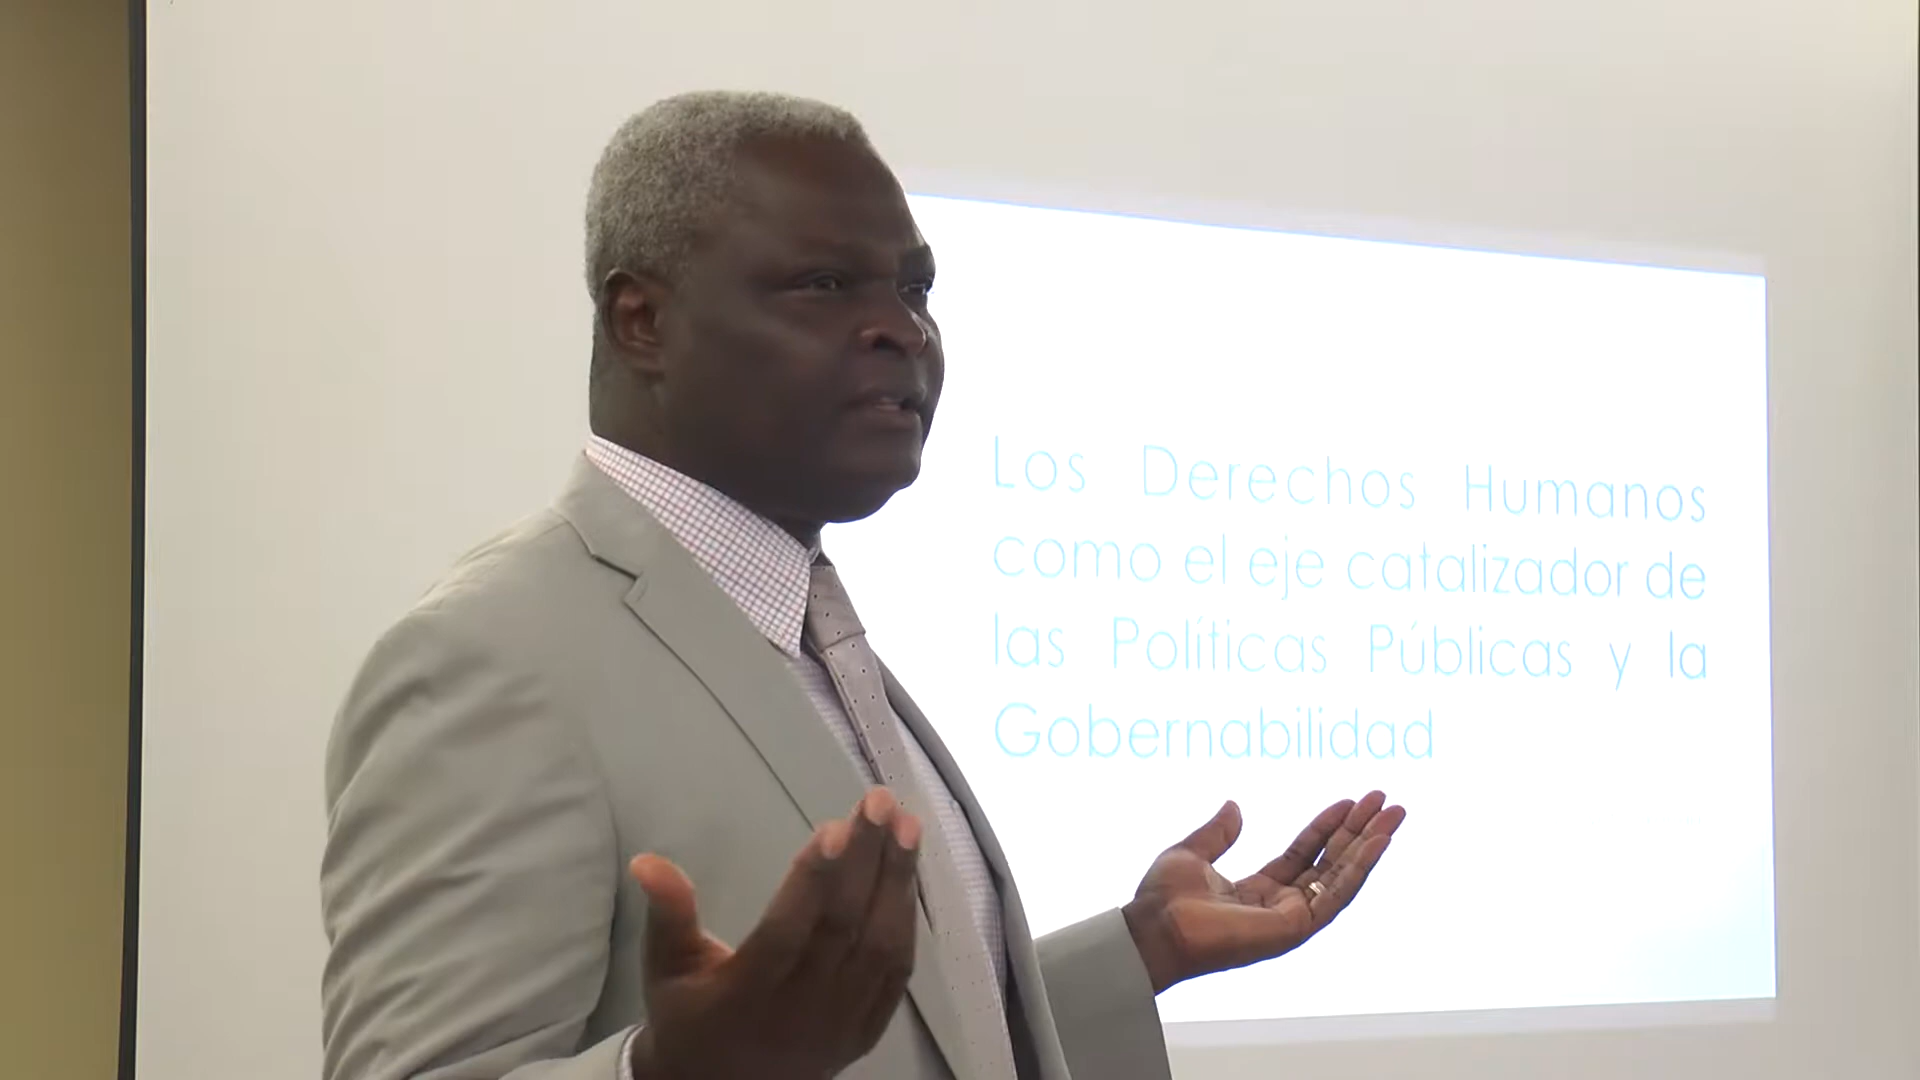 Los Derechos Humanos
como el eje catalizador de
las Políticas Públicas y la
Gobernabilidad